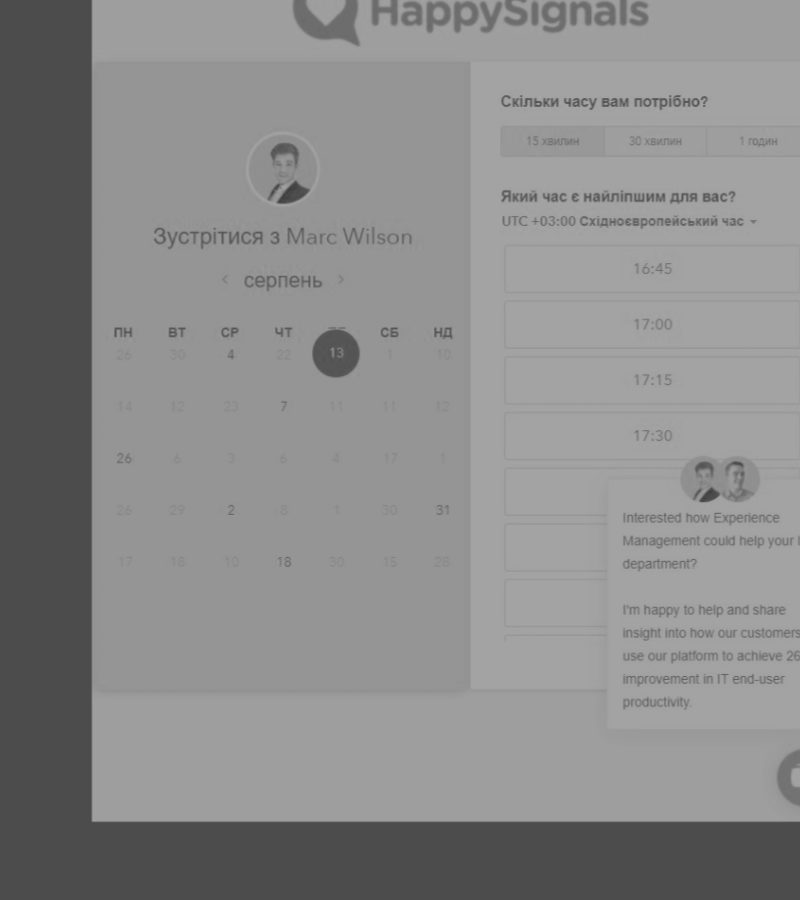 HappySignals
Зустрітися з Marc Wilson
серпень
ПН ВТ СР ЧТ СБ НД
26 30 4 22 13 1 10
14 12 23 7 11 11 12
26 6 3 6 4 17 1
26 29 2 8 1 30 31
17 16 10 18 30 15 26
Скільки часу вам потрібно?
15 хвилин 30 хвилин 1 годин
Який час є найліпшим для вас?
UTC +03:00 Східноєвропейський час
16:45
17:00
17:15
17:30
Interested how Experience
Management could help your
department?
I'm happy to help and share
insight into how our customers
use our platform to achieve 26
improvement in IT end-user
productivity.